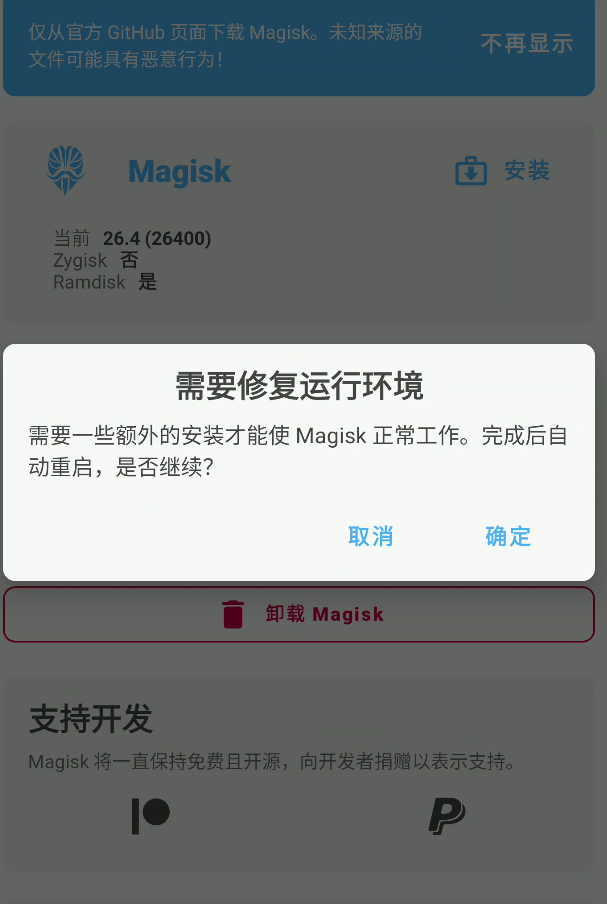 仅从官方 GitHub 页面下载 Magisk。未知来源的
文件可能具有恶意行为！
不再显示
Magisk
安装
当前 26.4 (26400)
Zygisk 否
Ramdisk 是
需要修复运行环境
需要一些额外的安装才能使 Magisk 正常工作。完成后自
动重启，是否继续？
取消 确定
卸载 Magisk
支持开发
Magisk 将一直保持免费且开源，向开发者捐赠以表示支持。